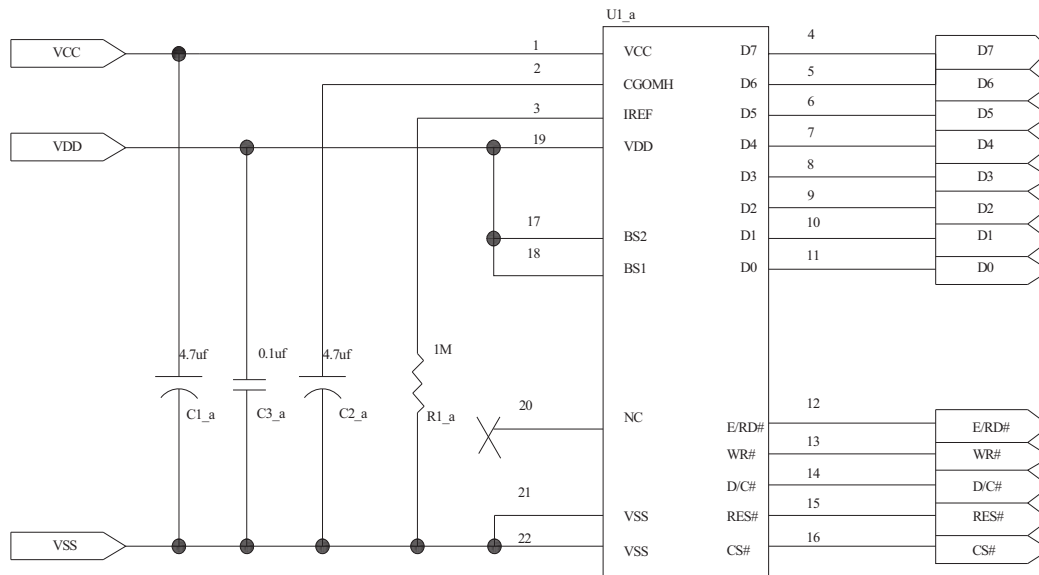 U1_a
VCC
1
VCC
D7
4
D7
2
CGOMH
D6
5
D6
3
IREF
D5
6
D5
VDD
19
VDD
D4
7
D4
D3
8
D3
D2
9
D2
17
BS2
D1
10
D1
18
BS1
D0
11
D0
4.7uf
0.1uf
4.7uf
1M
C1_a
C3_a
C2_a
R1_a
20
NC
E/RD#
12
E/RD#
WR#
13
WR#
D/C#
14
D/C#
21
VSS
RES#
15
RES#
VSS
22
VSS
CS#
16
CS#